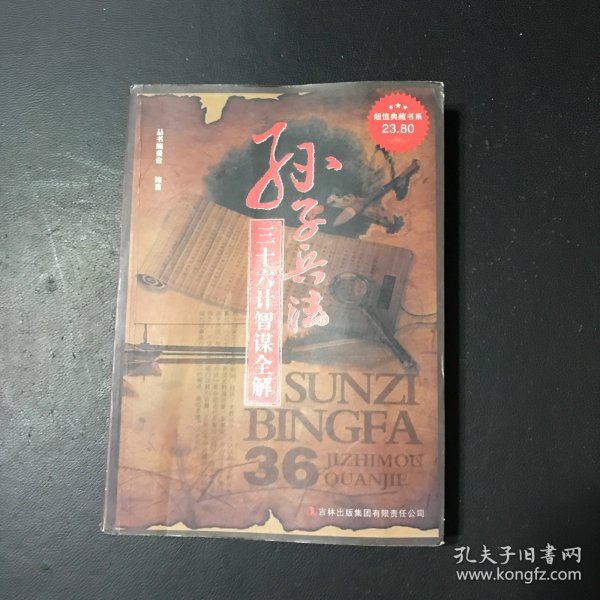 超值典藏书系
23.80
丛书编委会 编著
孙子兵法
三十六计智谋全解
SUNZI
BINGFA
36 JIZHIMOU
QUANJIE
吉林出版集团有限责任公司
孔夫子旧书网
www.kongfz.com